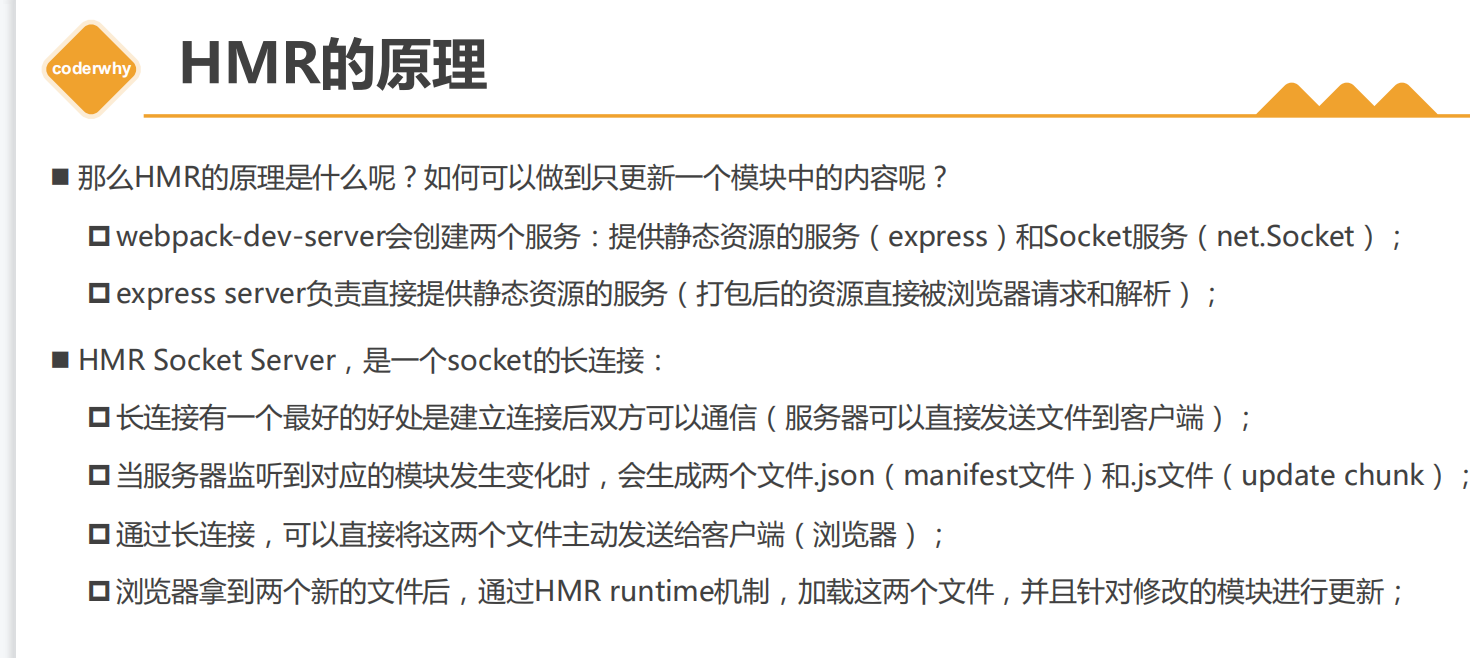 coderwhy
HMR的原理
那么HMR的原理是什么呢？如何可以做到只更新一个模块中的内容呢？
webpack-dev-server会创建两个服务：提供静态资源的服务（express）和Socket服务（net.Socket）；
express server负责直接提供静态资源的服务（打包后的资源直接被浏览器请求和解析）；
HMR Socket Server，是一个socket的长连接：
长连接有一个最好的好处是建立连接后双方可以通信（服务器可以直接发送文件到客户端）；
当服务器监听到对应的模块发生变化时，会生成两个文件.json（manifest文件）和.js文件（update chunk）；
通过长连接，可以直接将这两个文件主动发送给客户端（浏览器）；
浏览器拿到两个新的文件后，通过HMR runtime机制，加载这两个文件，并且针对修改的模块进行更新；